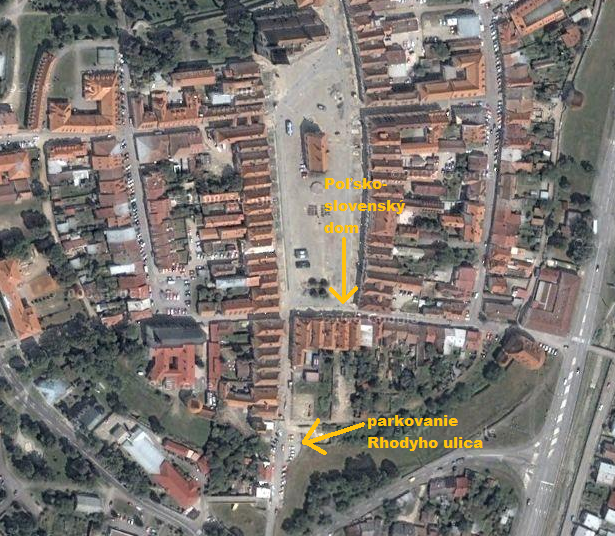 Poľsko-
slovenský
dom
parkovanie
Rhodyho ulica